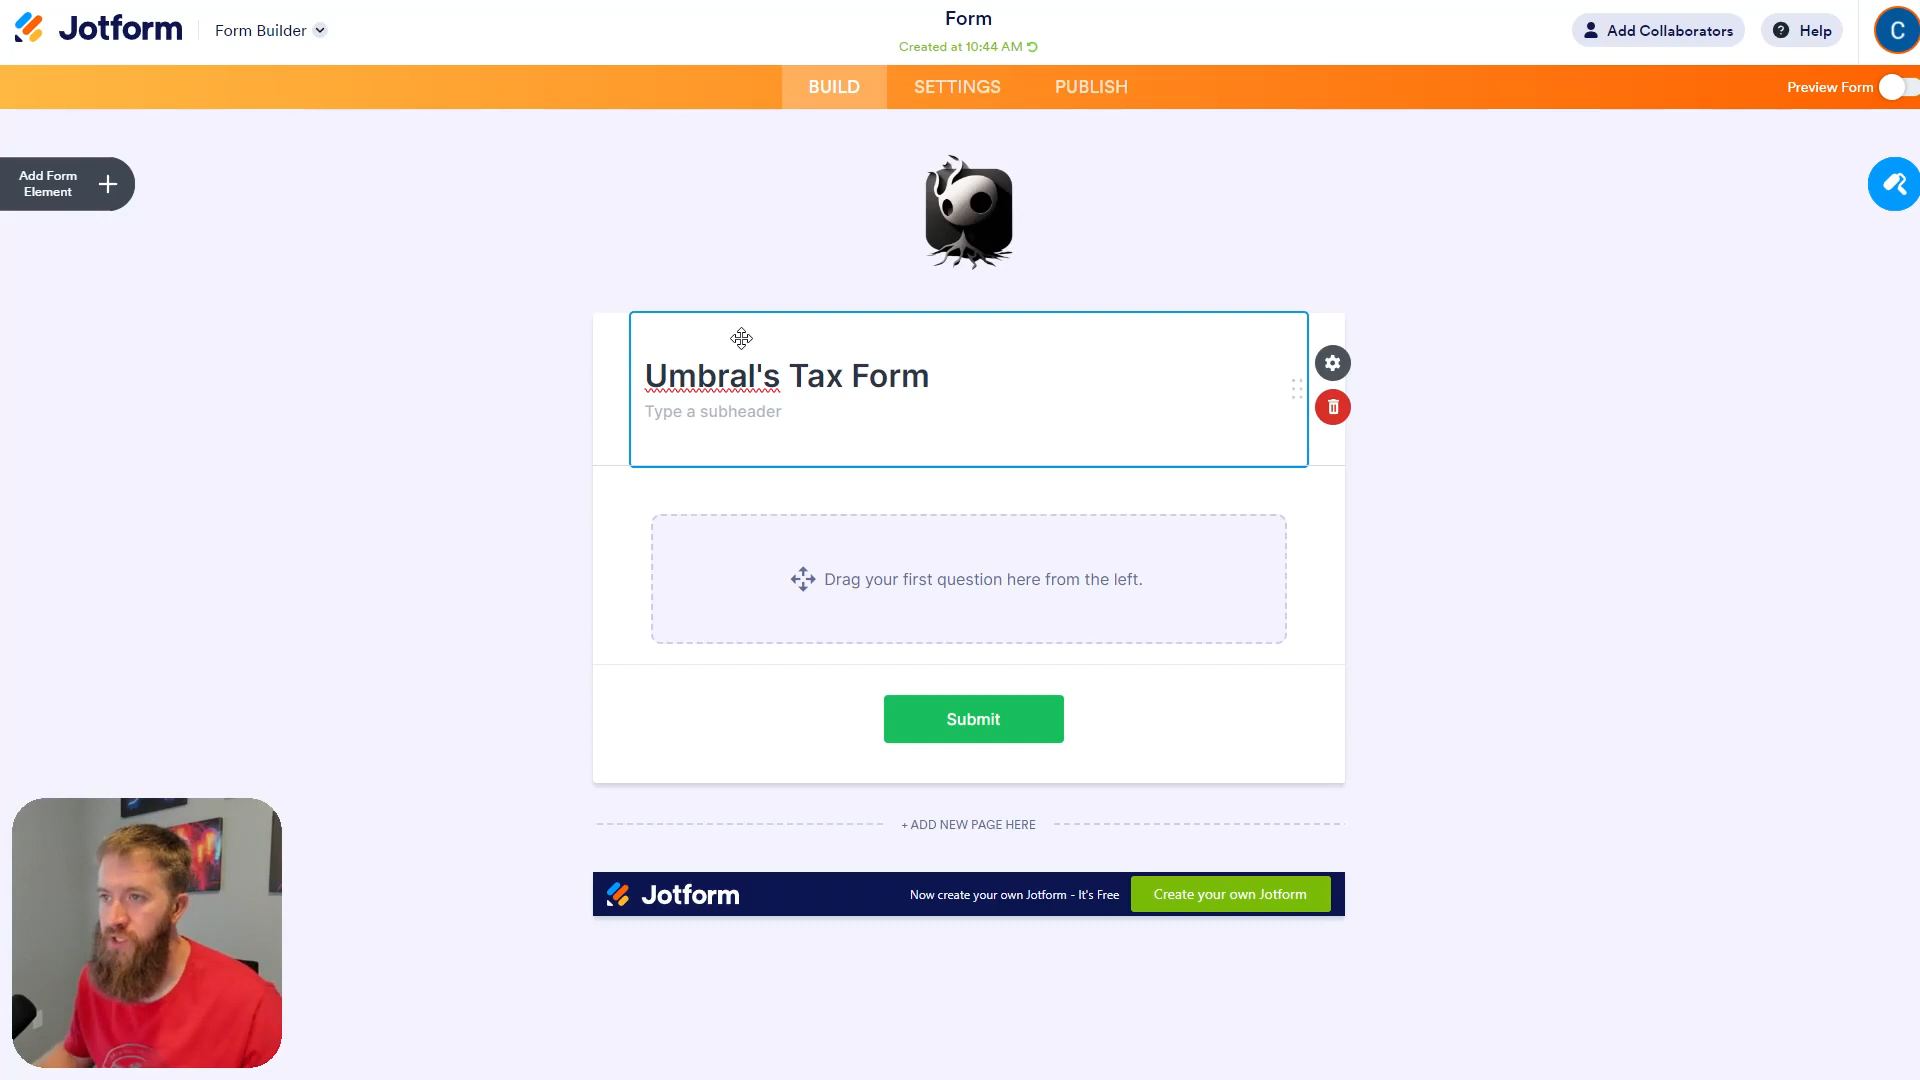 Jotform
Form Builder
Form
Created at 10:44 AM
Add Collaborators
Help
C
BUILD
SETTINGS
PUBLISH
Preview Form
Add Form
Element
Umbral's Tax Form
Type a subheader
Drag your first question here from the left.
Submit
+ ADD NEW PAGE HERE
Jotform
Now create your own Jotform - It's Free
Create your own Jotform